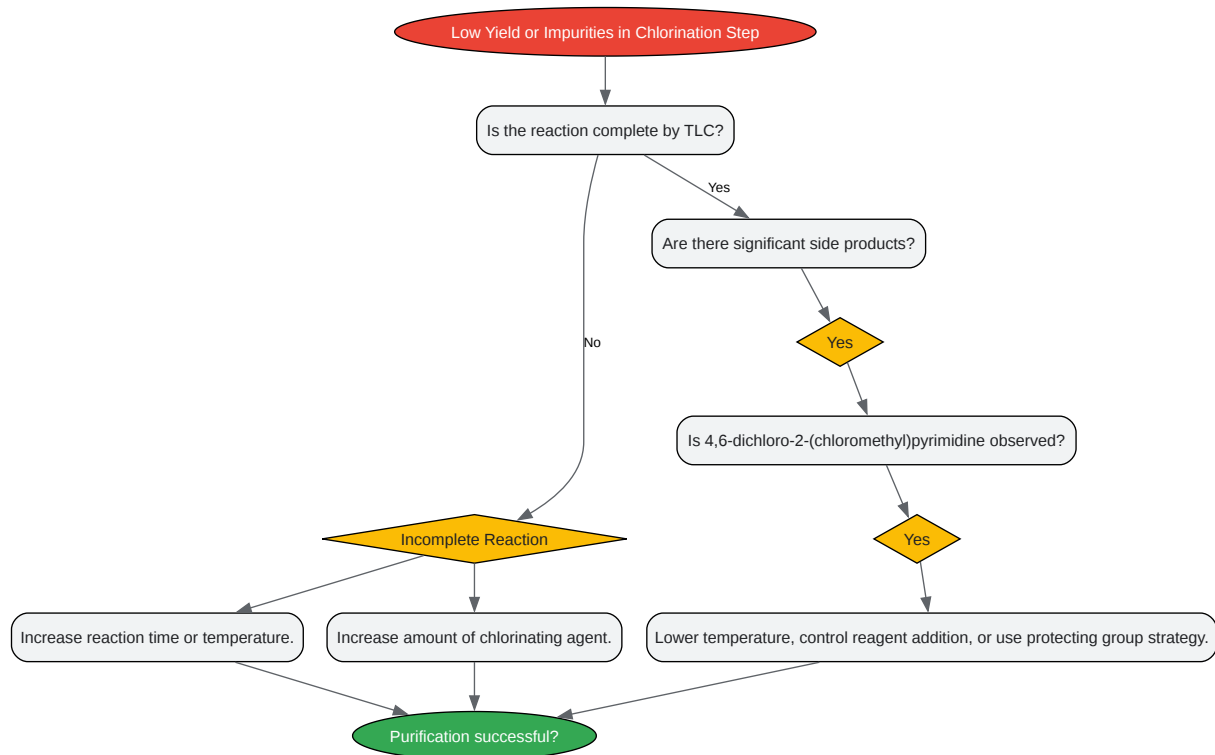 Low Yield or Impurities in Chlorination Step
Is the reaction complete by TLC?
Yes
Are there significant side products?
Yes
No
Is 4,6-dichloro-2-(chloromethyl)pyrimidine observed?
Incomplete Reaction
Yes
Increase reaction time or temperature.
Increase amount of chlorinating agent.
Lower temperature, control reagent addition, or use protecting group strategy.
Purification successful?